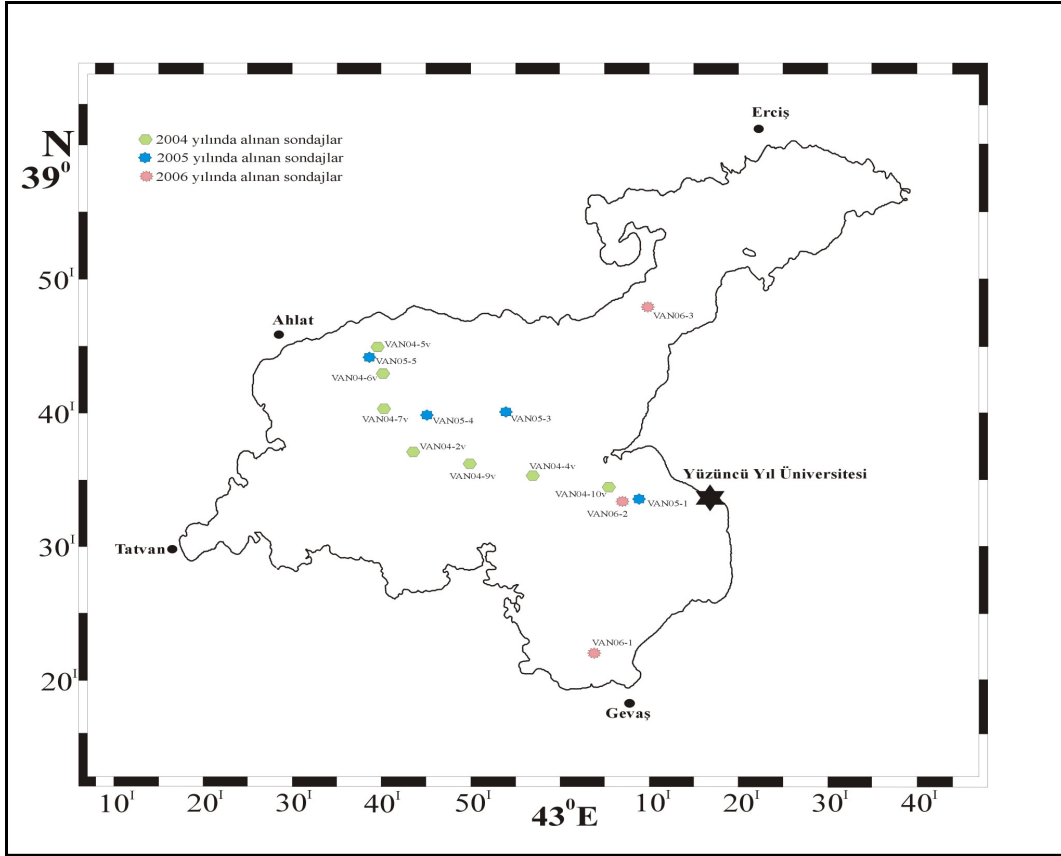 Erciş
N
39⁰
2004 yılında alınan sondajlar
2005 yılında alınan sondajlar
2006 yılında alınan sondajlar
50ᴵ
VAN06-3
Ahlat
VAN04-5v
VAN05-5
VAN04-6v
40ᴵ
VAN04-7v
VAN05-4
VAN05-3
VAN04-2v
VAN04-9v
VAN04-4v
Yüzüncü Yıl Üniversitesi
VAN04-10v
VAN05-1
VAN06-2
30ᴵ
Tatvan
VAN06-1
20ᴵ
Gevaş
10ᴵ 20ᴵ 30ᴵ 40ᴵ 50ᴵ 43⁰E 10ᴵ 20ᴵ 30ᴵ 40ᴵ